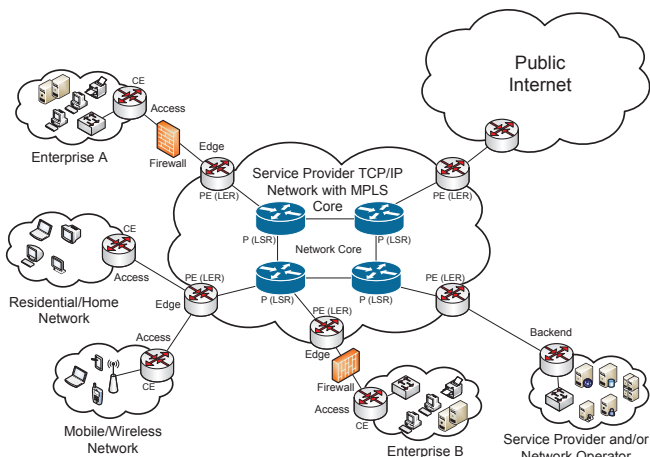 Public
Internet
CE
Access
Enterprise A
Firewall
Edge
PE (LER)
Service Provider TCP/IP
Network with MPLS
Core
PE (LER)
P (LSR)
P (LSR)
Network Core
CE
Access
Residential/Home
Network
PE (LER)
Edge
P (LSR)
P (LSR)
PE (LER)
PE (LER)
Edge
Access
CE
Mobile/Wireless
Network
Firewall
Access
CE
Enterprise B
Backend
Service Provider and/or
Network Operator